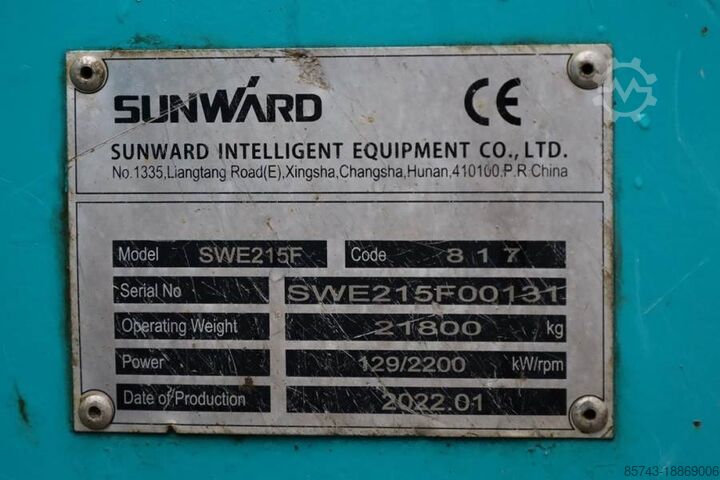 SUNWARD CE
SUNWARD INTELLIGENT EQUIPMENT CO., LTD.
No.1335,Liangtang Road(E),Xingsha,Changsha,Hunan,410100.P.R China
Model SWE215F Code 817
Serial No SWE215F00131
Operating Weight 21800 kg
Power 129/2200 kW/rpm
Date of Production 2022.01
85743-18869006